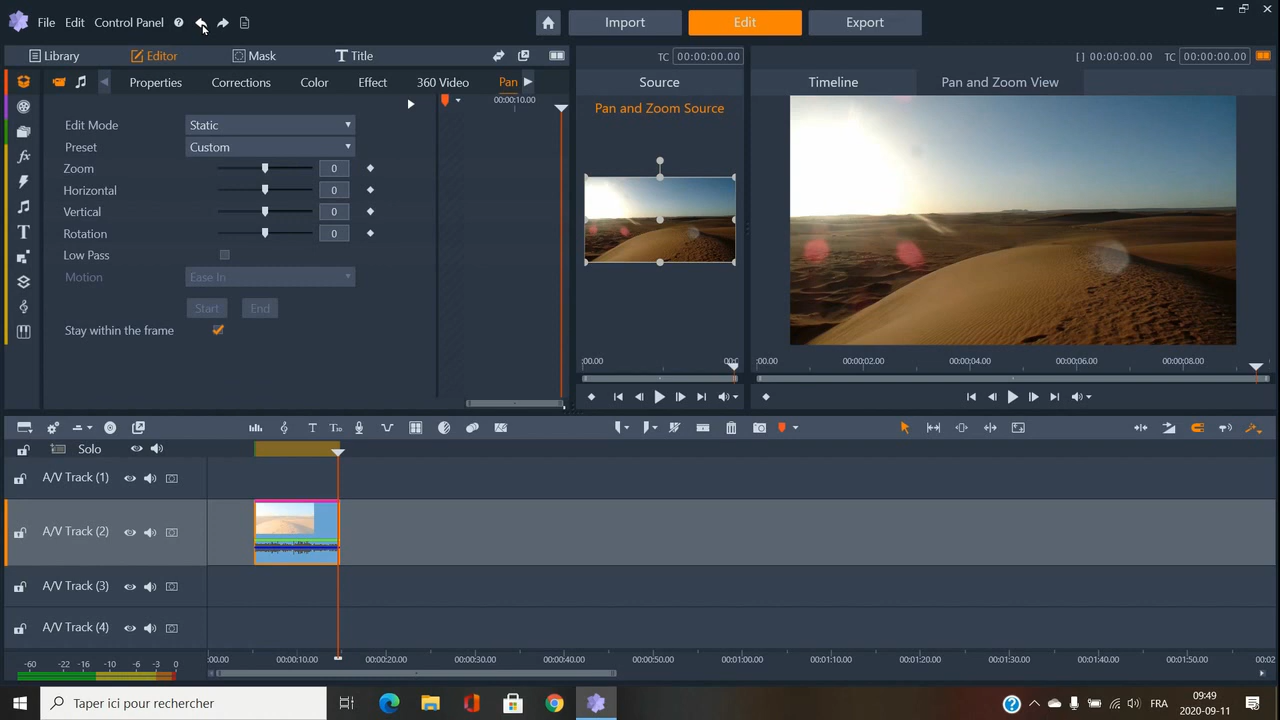 File Edit Control Panel
Import Edit Export
Library Editor Mask Title
TC 00:00:00.00
[ ] 00:00:00.00 TC 00:00:00.00
Properties Corrections Color Effect 360 Video Pan
Source
Timeline Pan and Zoom View
00:00:10.00
Pan and Zoom Source
Edit Mode Static
Preset Custom
Zoom 0
Horizontal 0
Vertical 0
Rotation 0
Low Pass
Motion Ease In
Start End
Stay within the frame
:00.00 00:0
:00.00 00:00:02.00 00:00:04.00 00:00:06.00 00:00:08.00
Solo
A/V Track (1)
A/V Track (2)
A/V Track (3)
A/V Track (4)
-60 -22 -16 -10 -6 -3 0
:00.00 00:00:10.00 00:00:20.00 00:00:30.00 00:00:40.00 00:00:50.00 00:01:00.00 00:01:10.00 00:01:20.00 00:01:30.00 00:01:40.00 00:01:50.00 00:02
Taper ici pour rechercher
FRA
09:49
2020-09-11